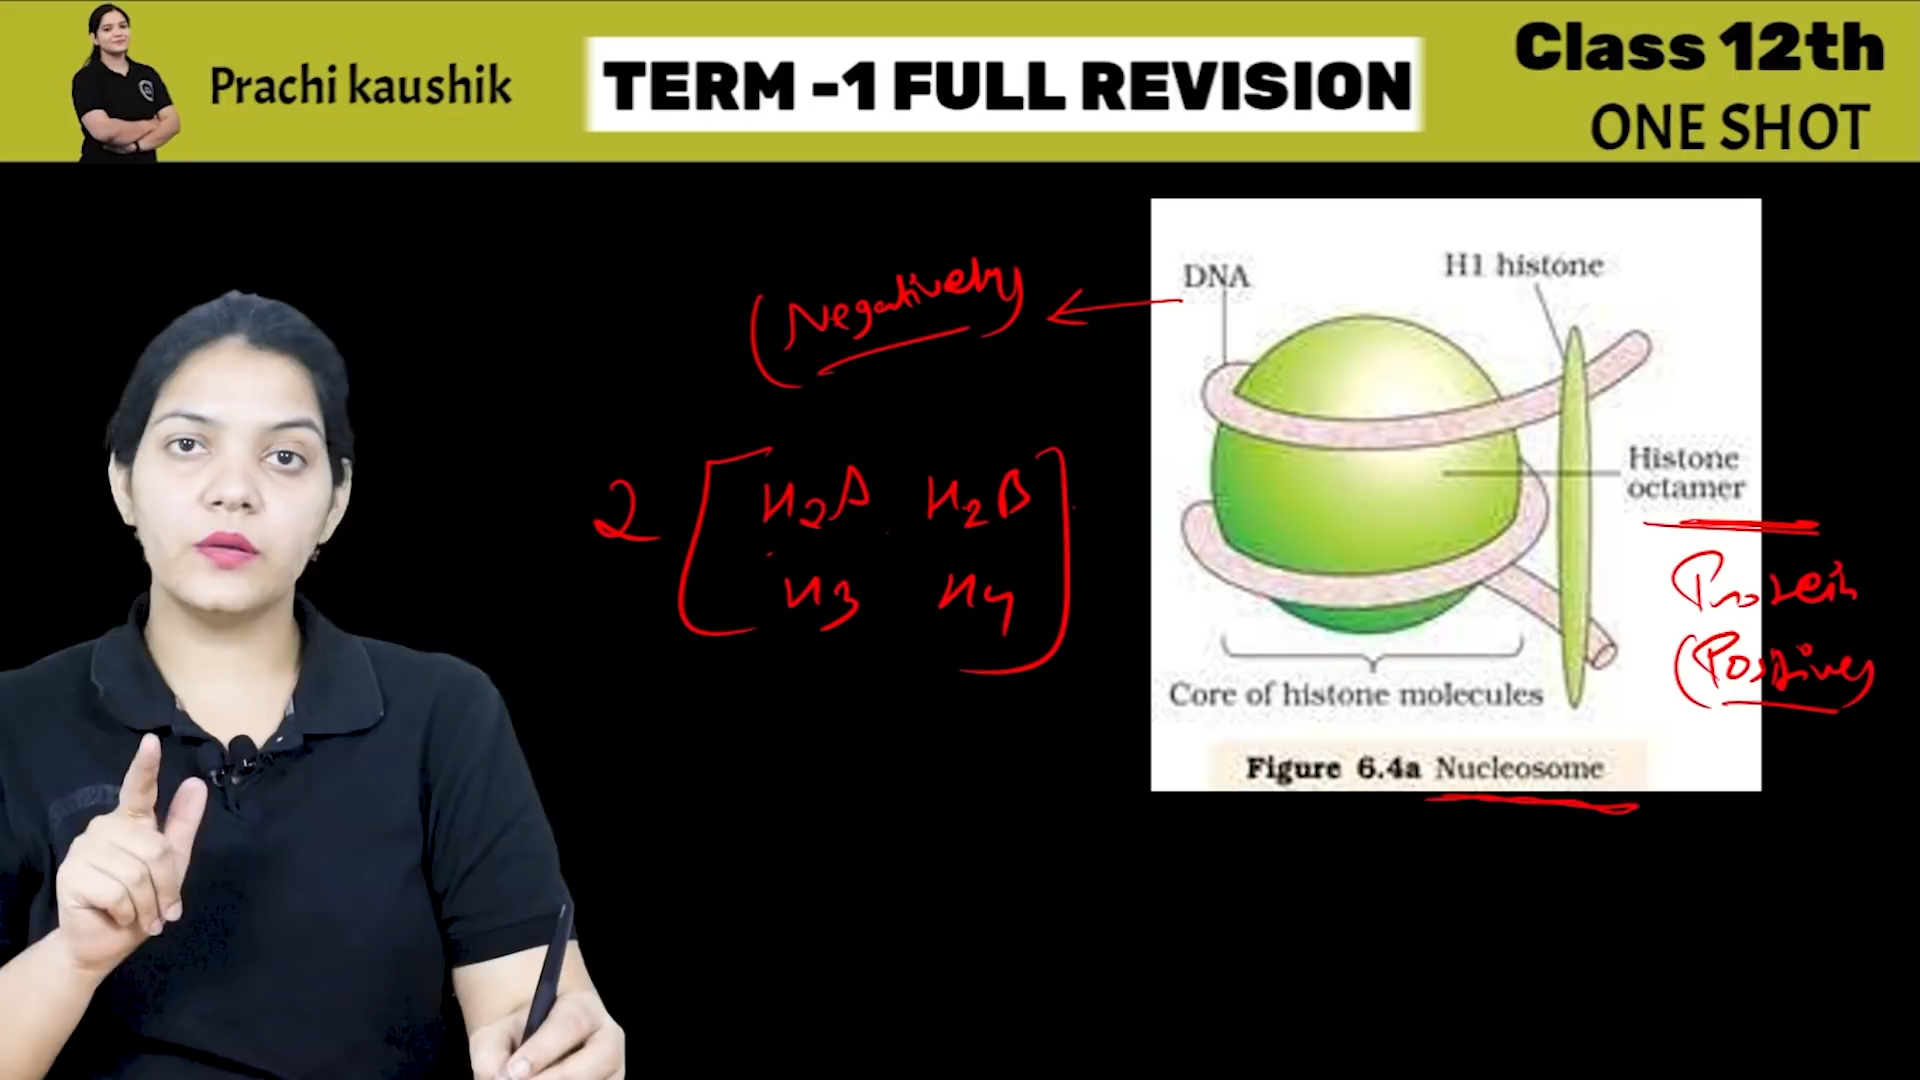 Prachi kaushik
TERM -1 FULL REVISION
Class 12th
ONE SHOT
(Negatively)
DNA
H1 histone
2 [ H2A H2B
H3 H4 ]
Histone
octamer
Protein
(Positive)
Core of histone molecules
Figure 6.4a Nucleosome